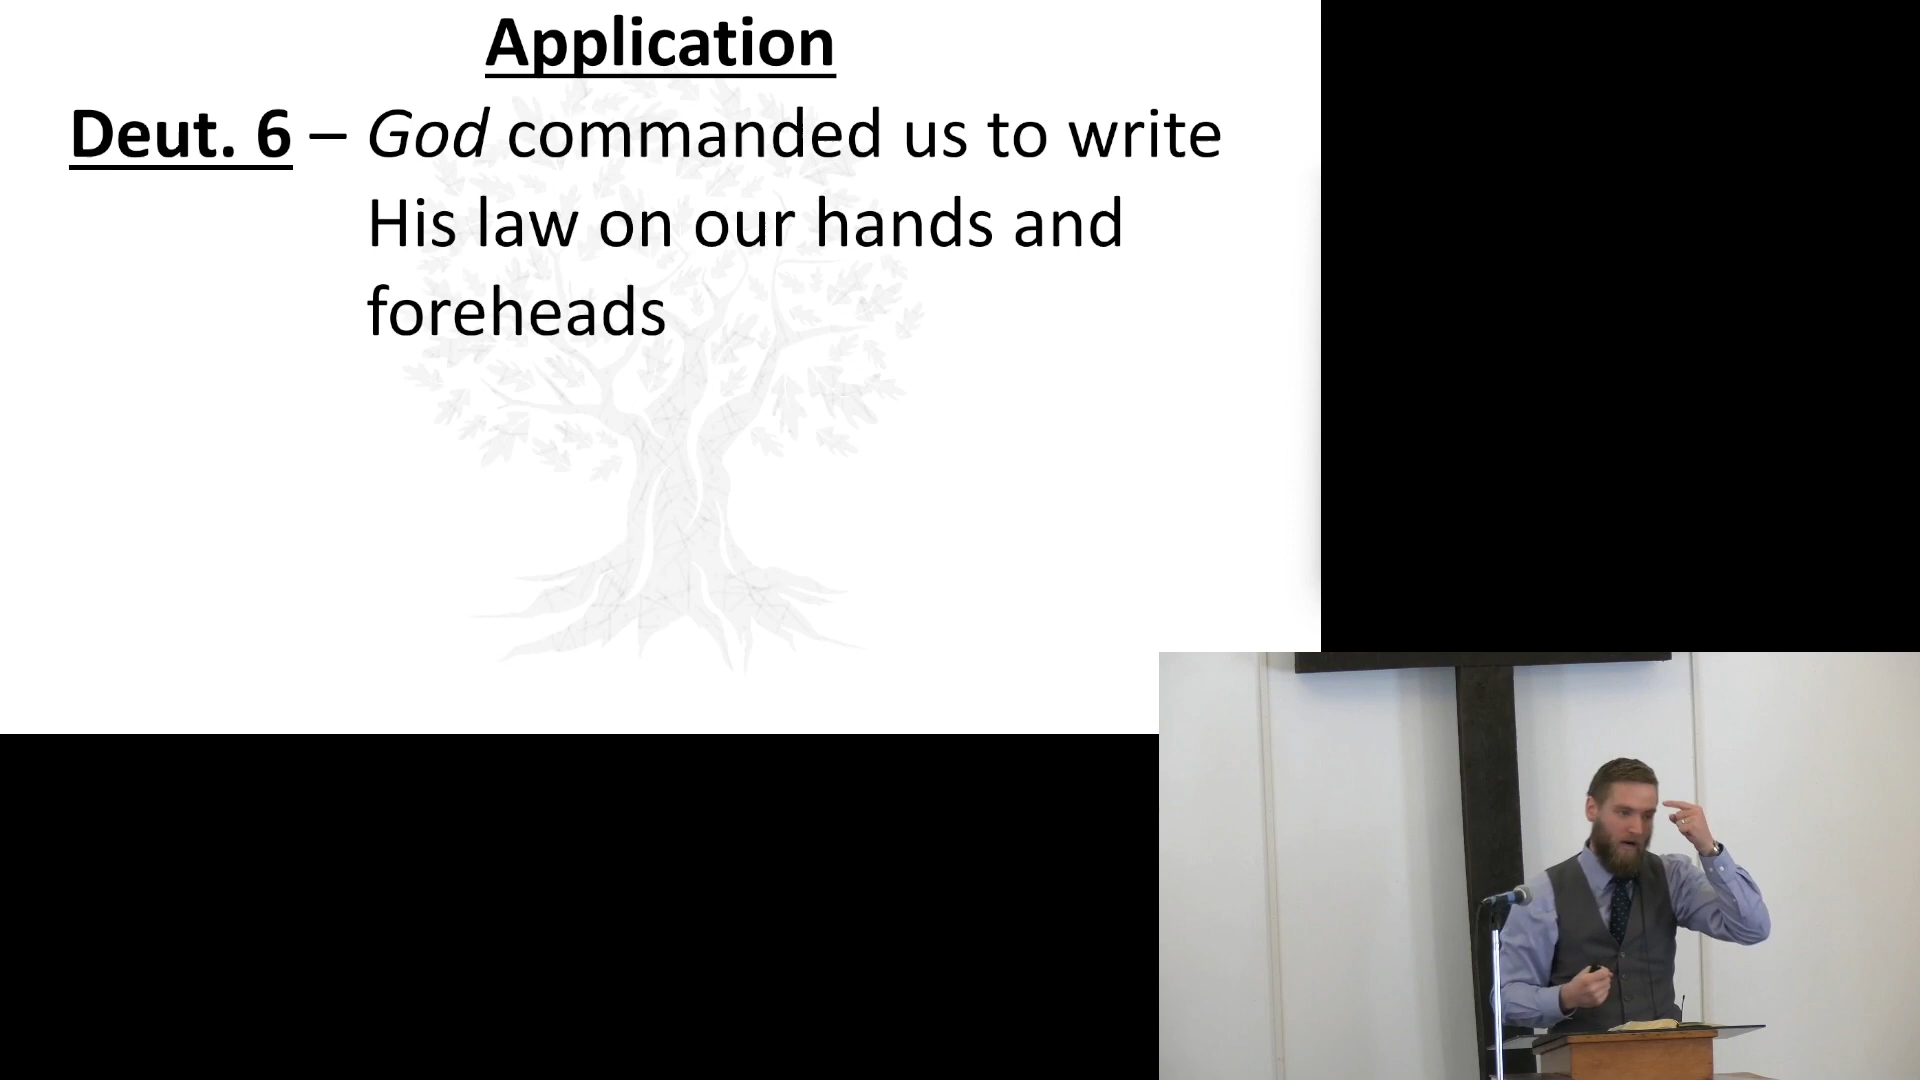 Application
Deut. 6 – God commanded us to write
His law on our hands and
foreheads